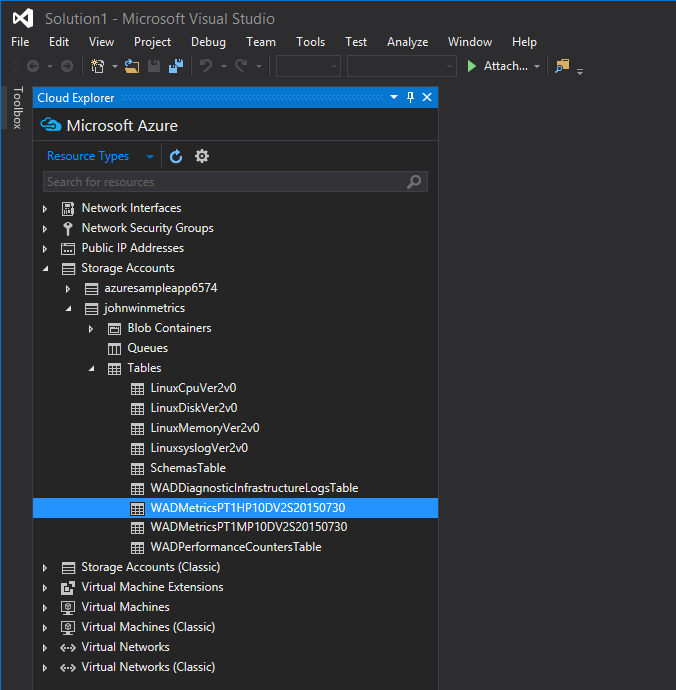 Solution1 - Microsoft Visual Studio
File Edit View Project Debug Team Tools Test Analyze Window Help
Attach...
Toolbox
Cloud Explorer
Microsoft Azure
Resource Types
Search for resources
Network Interfaces
Network Security Groups
Public IP Addresses
Storage Accounts
azuresampleapp6574
johnwinmetrics
Blob Containers
Queues
Tables
LinuxCpuVer2v0
LinuxDiskVer2v0
LinuxMemoryVer2v0
LinuxsyslogVer2v0
SchemasTable
WADDiagnosticInfrastructureLogsTable
WADMetricsPT1HP10DV2S20150730
WADMetricsPT1MP10DV2S20150730
WADPerformanceCountersTable
Storage Accounts (Classic)
Virtual Machine Extensions
Virtual Machines
Virtual Machines (Classic)
Virtual Networks
Virtual Networks (Classic)